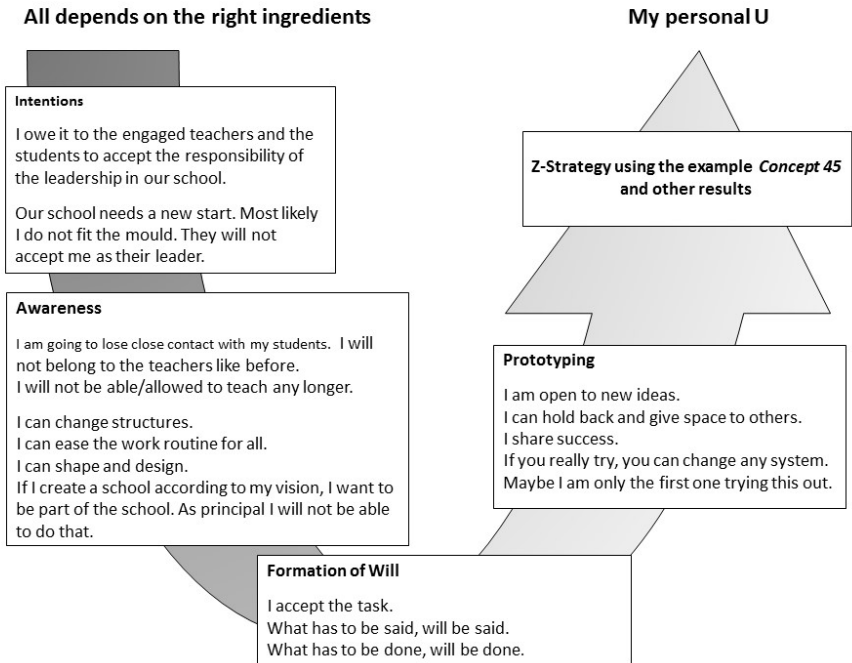 All depends on the right ingredients
My personal U
Intentions
I owe it to the engaged teachers and the
students to accept the responsibility of
the leadership in our school.
Our school needs a new start. Most likely
I do not fit the mould. They will not
accept me as their leader.
Awareness
I am going to lose close contact with my students. I will
not belong to the teachers like before.
I will not be able/allowed to teach any longer.
I can change structures.
I can ease the work routine for all.
I can shape and design.
If I create a school according to my vision, I want to
be part of the school. As principal I will not be able
to do that.
Formation of Will
I accept the task.
What has to be said, will be said.
What has to be done, will be done.
Prototyping
I am open to new ideas.
I can hold back and give space to others.
I share success.
If you really try, you can change any system.
Maybe I am only the first one trying this out.
Z-Strategy using the example Concept 45
and other results